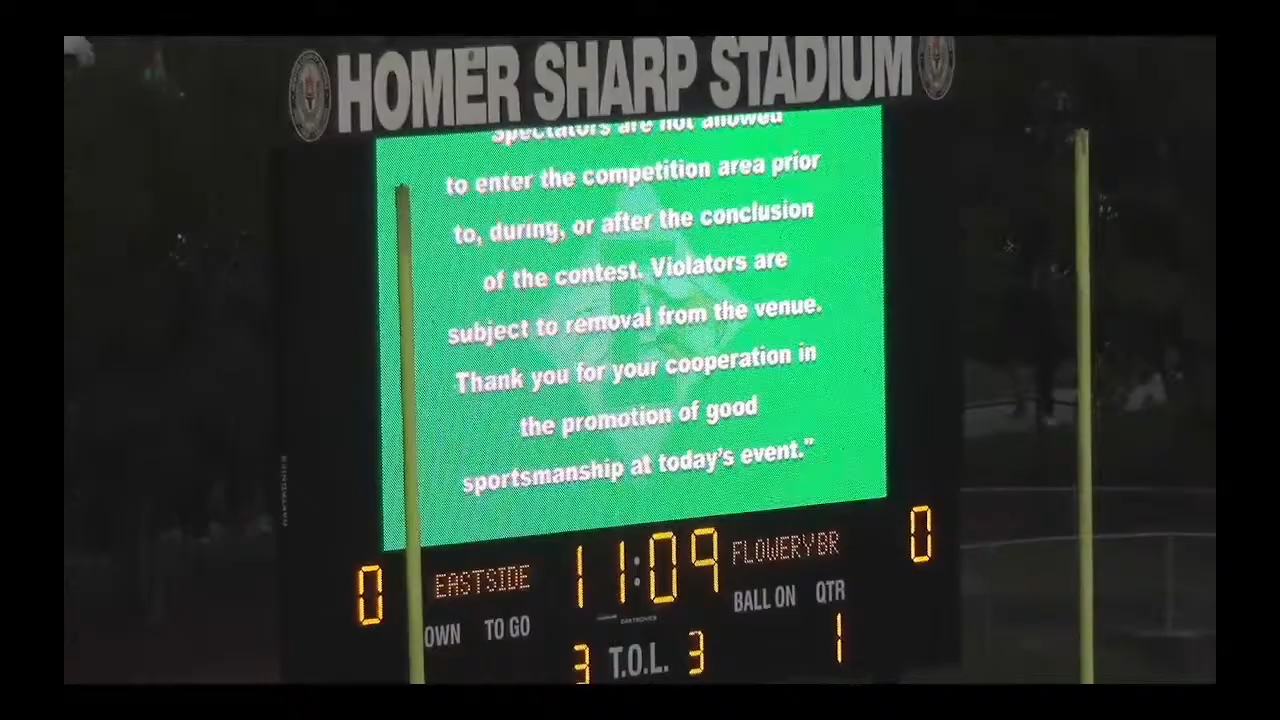 HOMER SHARP STADIUM
Spectators are not allowed
to enter the competition area prior
to, during, or after the conclusion
of the contest. Violators are
subject to removal from the venue.
Thank you for your cooperation in
the promotion of good
sportsmanship at today's event."
0 EASTSIDE 11:09 FLOWERY BR 0
OWN TO GO BALL ON QTR
DAKTRONICS
3 T.O.L. 3 1